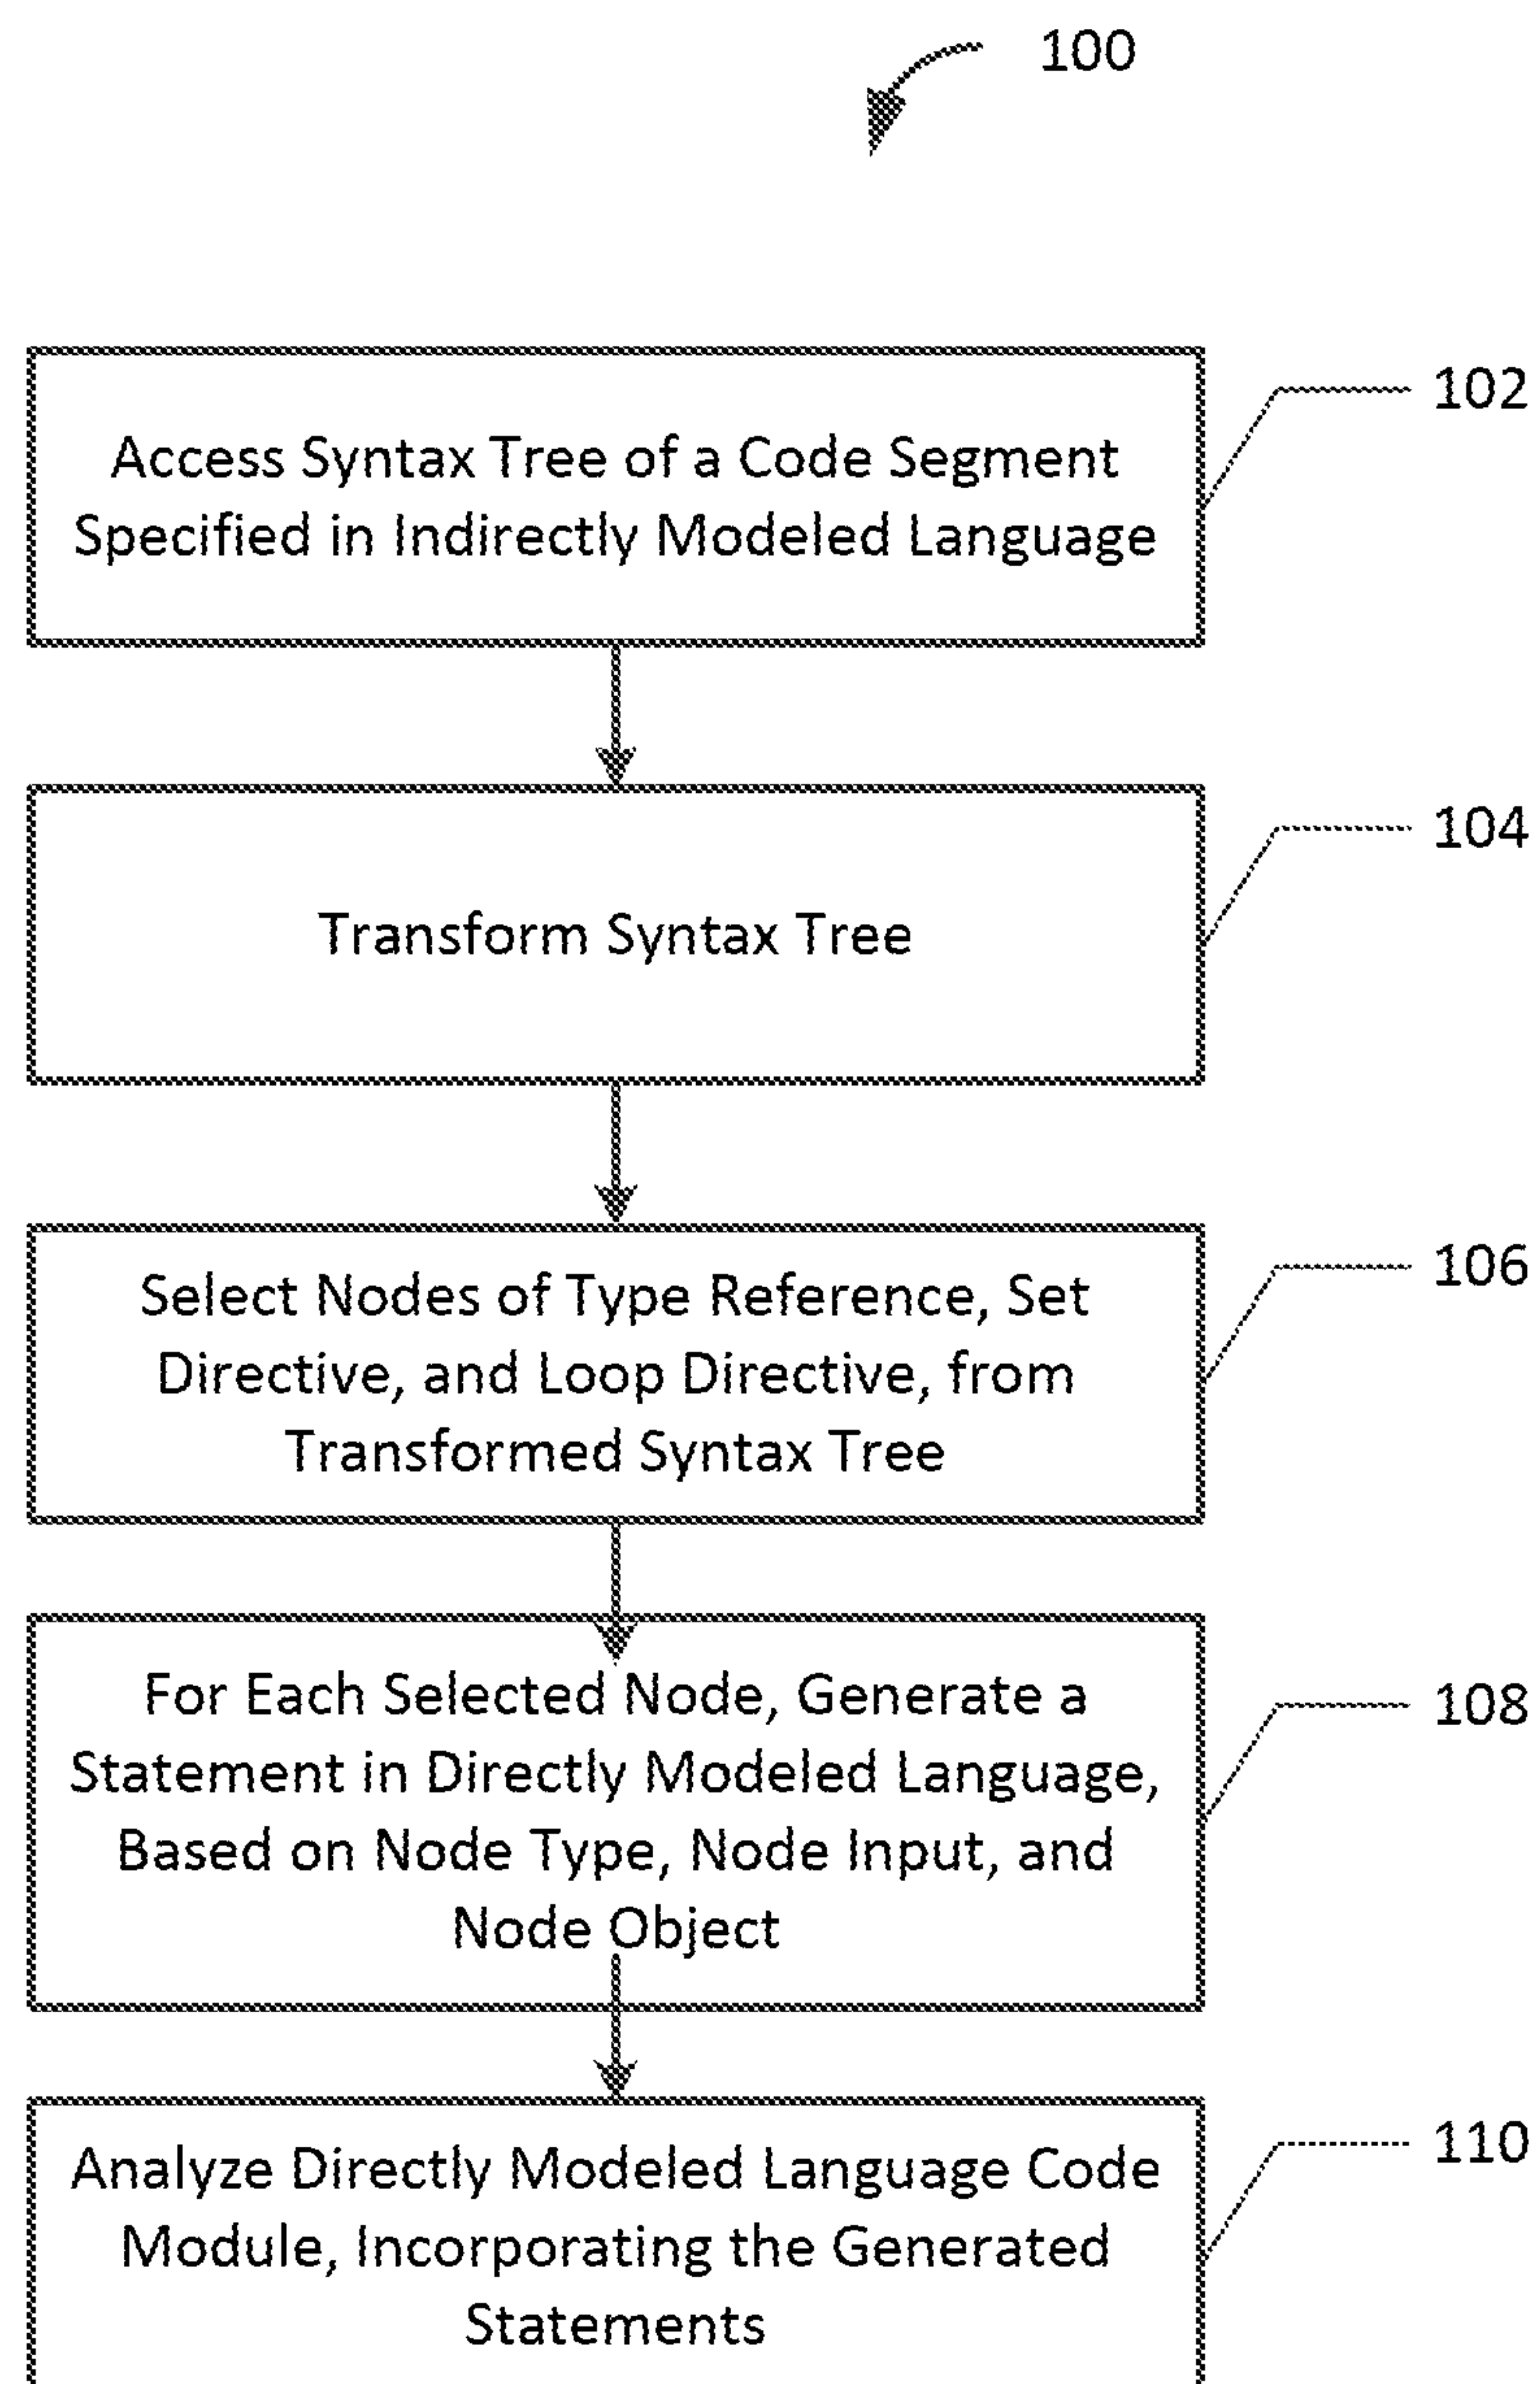 100
102
Access Syntax Tree of a Code Segment
Specified in Indirectly Modeled Language
104
Transform Syntax Tree
106
Select Nodes of Type Reference, Set
Directive, and Loop Directive, from
Transformed Syntax Tree
108
For Each Selected Node, Generate a
Statement in Directly Modeled Language,
Based on Node Type, Node Input, and
Node Object
110
Analyze Directly Modeled Language Code
Module, Incorporating the Generated
Statements